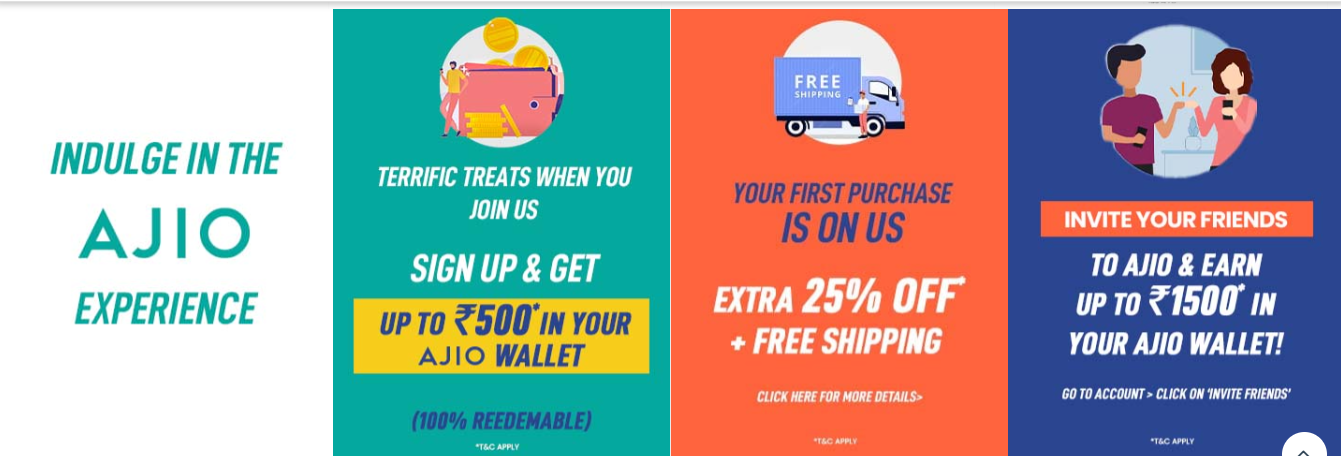 INDULGE IN THE
AJIO
EXPERIENCE
TERRIFIC TREATS WHEN YOU
JOIN US
SIGN UP & GET
UP TO ₹500* IN YOUR
AJIO WALLET
(100% REEDEMABLE)
*T&C APPLY
FREE
SHIPPING
YOUR FIRST PURCHASE
IS ON US
EXTRA 25% OFF*
+ FREE SHIPPING
CLICK HERE FOR MORE DETAILS>
*T&C APPLY
INVITE YOUR FRIENDS
TO AJIO & EARN
UP TO ₹1500* IN
YOUR AJIO WALLET!
GO TO ACCOUNT > CLICK ON 'INVITE FRIENDS'
*T&C APPLY